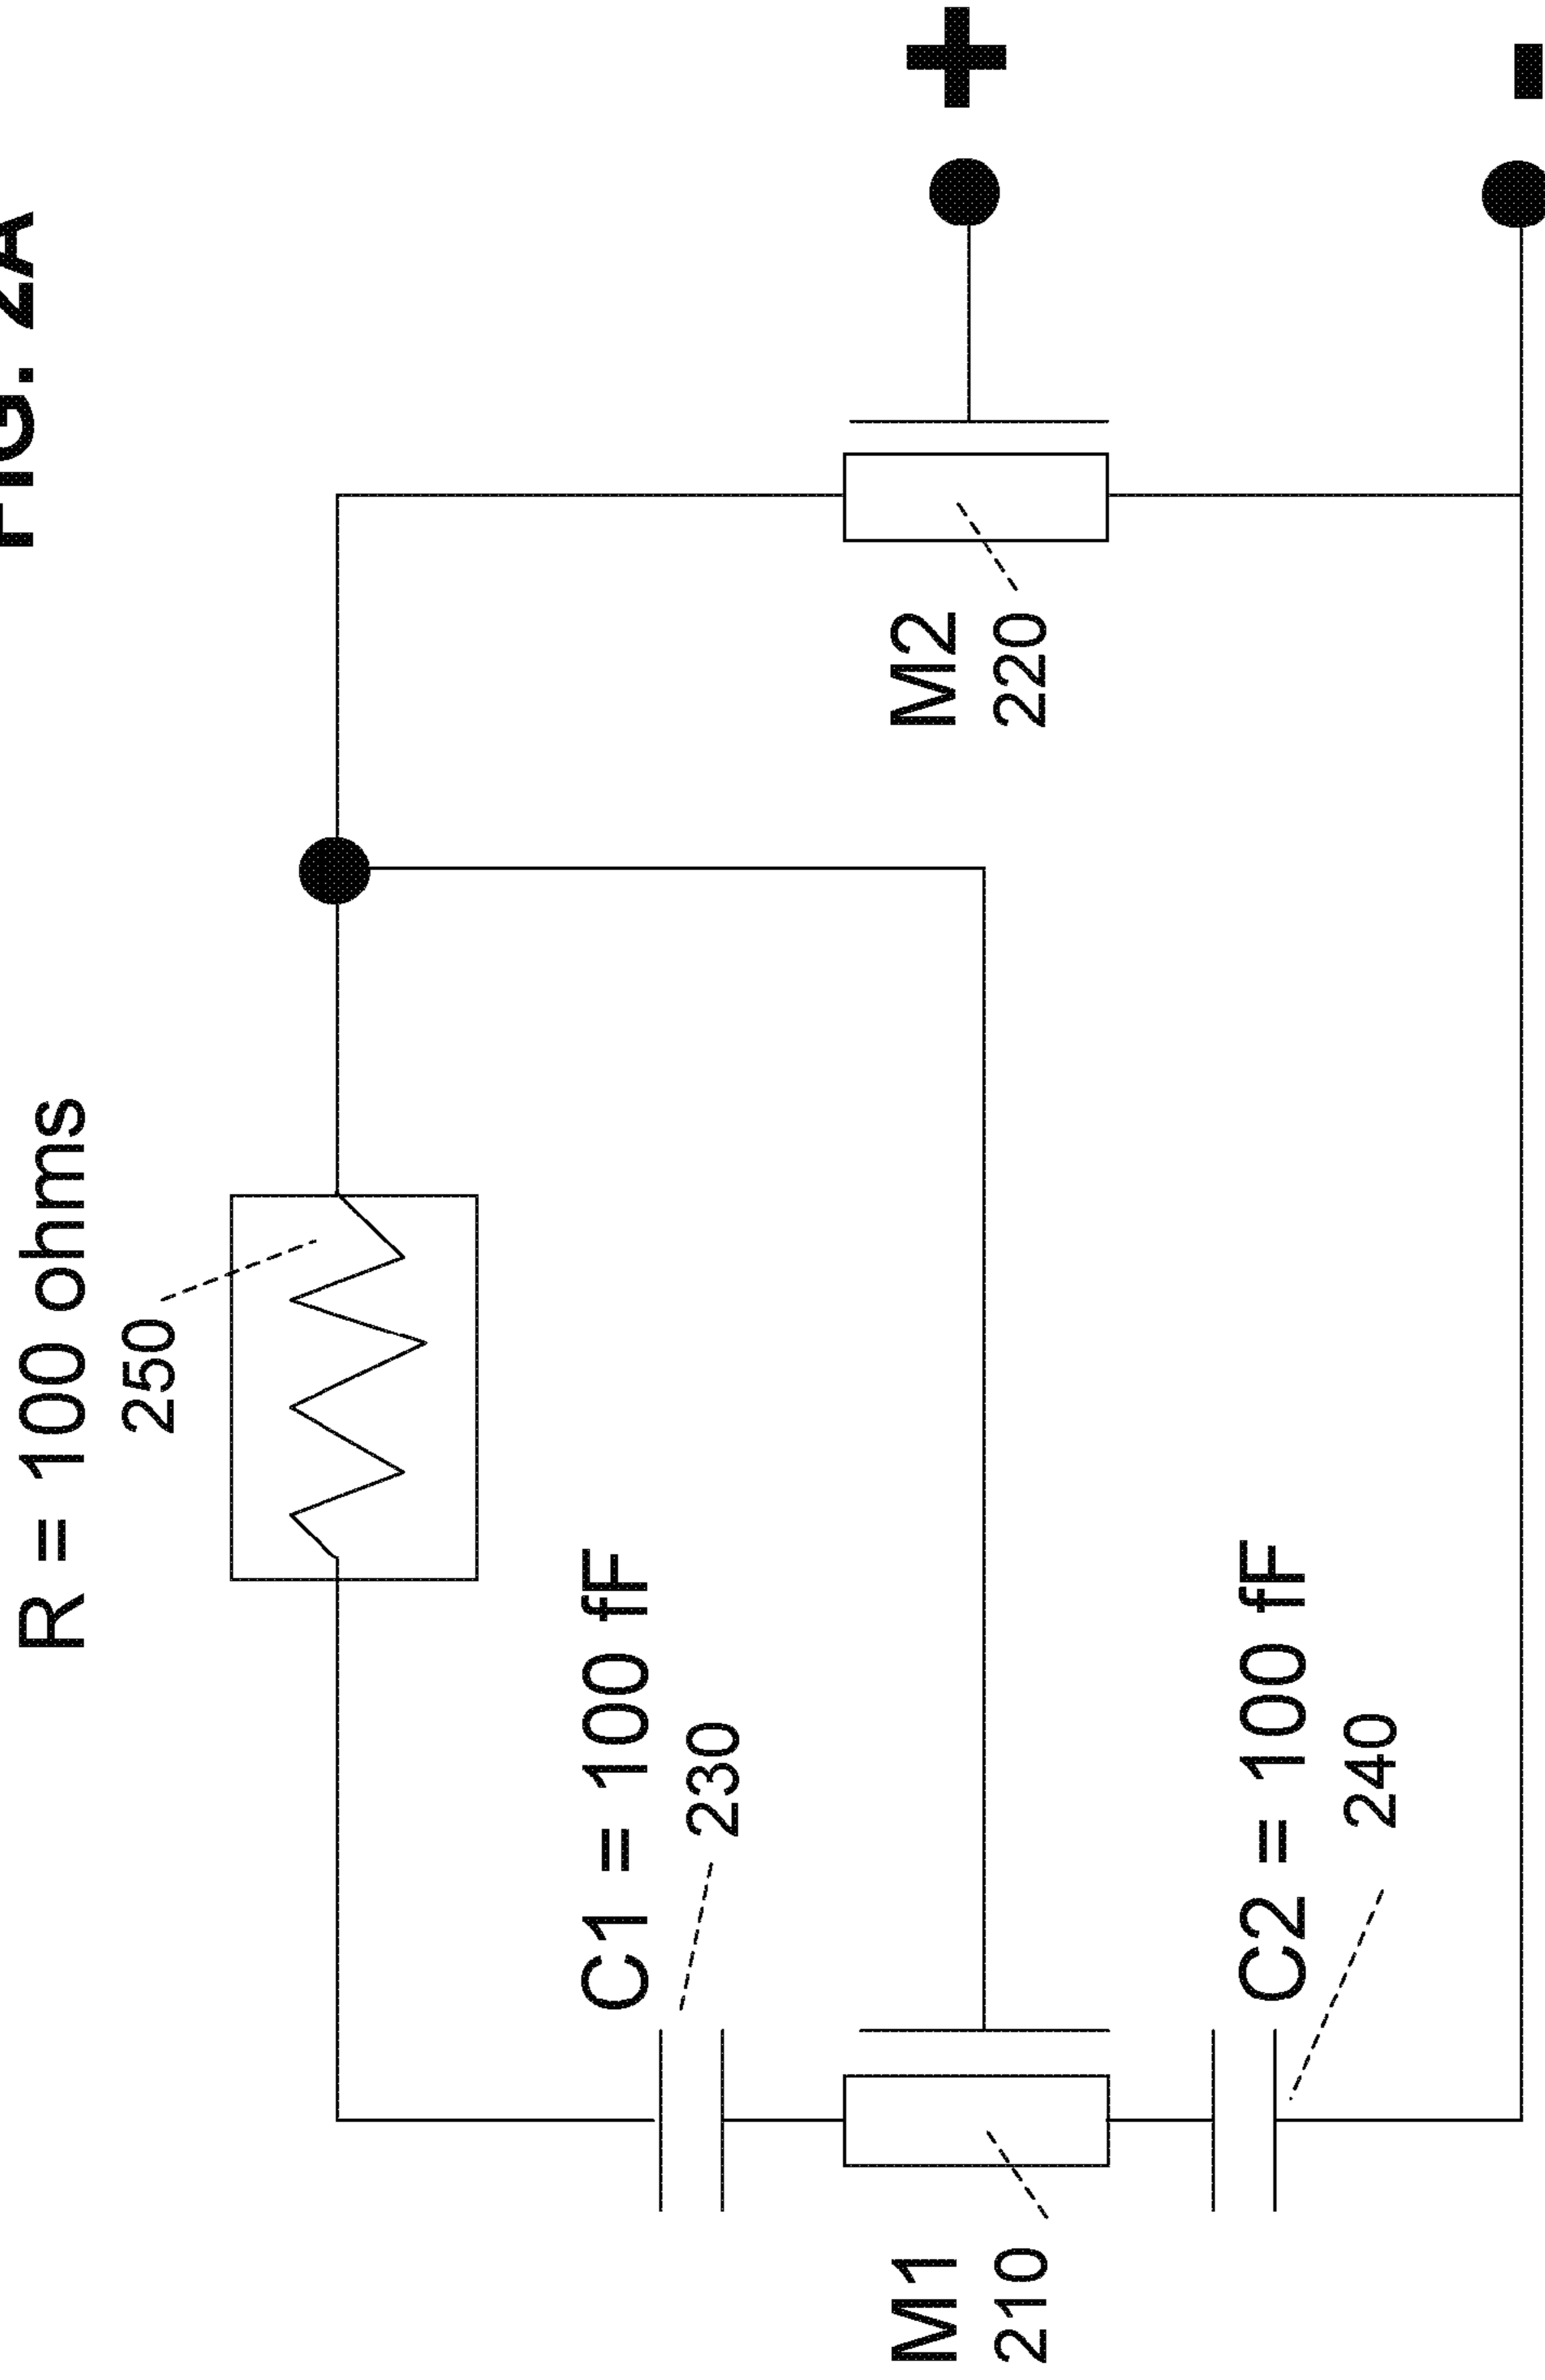 FIG. 2A
R = 100 ohms
250
C1 = 100 fF
230
M1
210
C2 = 100 fF
240
M2
220
+
-